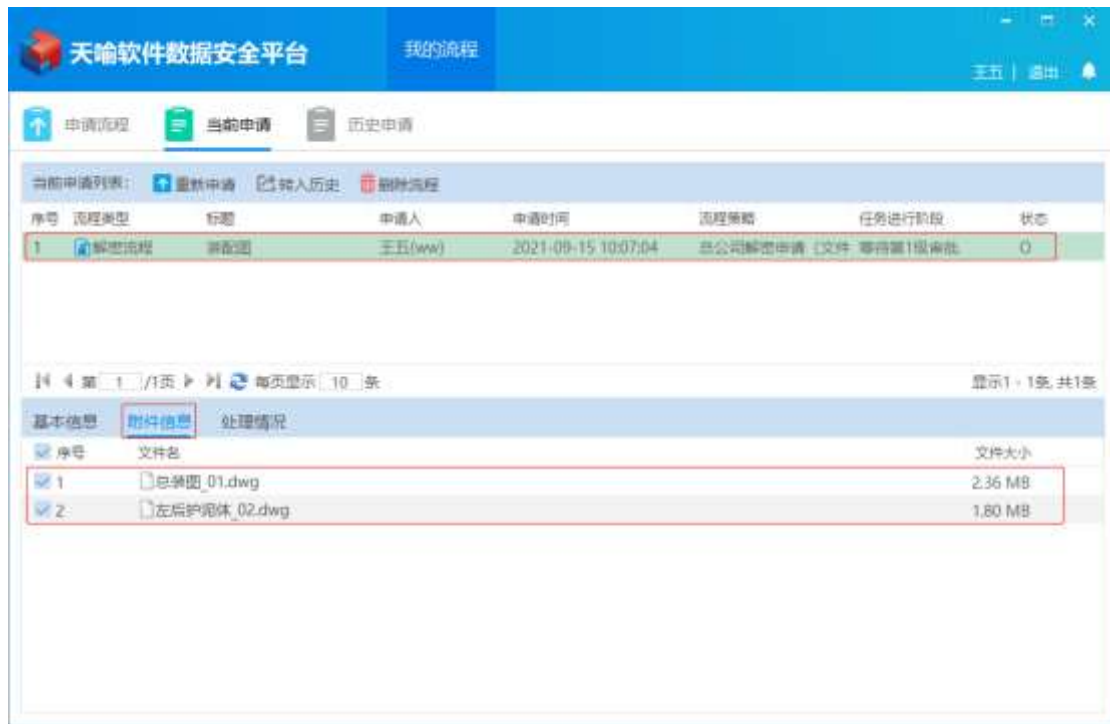 天喻软件数据安全平台 我的流程
王五 | 退出
申请流程 当前申请 历史申请
当前申请列表: 重新申请 转入历史 删除流程
序号 流程类型 标题 申请人 申请时间 流程策略 任务进行阶段 状态
1 解密流程 装配图 王五(ww) 2021-09-15 10:07:04 总公司解密申请（文件 等待第1级审批
第 1 /1页 每页显示 10 条 显示1 - 1条, 共1条
基本信息 附件信息 处理情况
序号 文件名 文件大小
1 总装图_01.dwg 2.36 MB
2 左后护泥体_02.dwg 1.80 MB